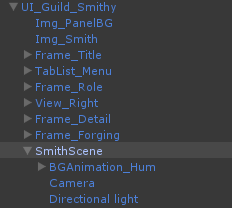 UI_Guild_Smithy
Img_PanelBG
Img_Smith
Frame_Title
TabList_Menu
Frame_Role
View_Right
Frame_Detail
Frame_Forging
SmithScene
BGAnimation_Hum
Camera
Directional light